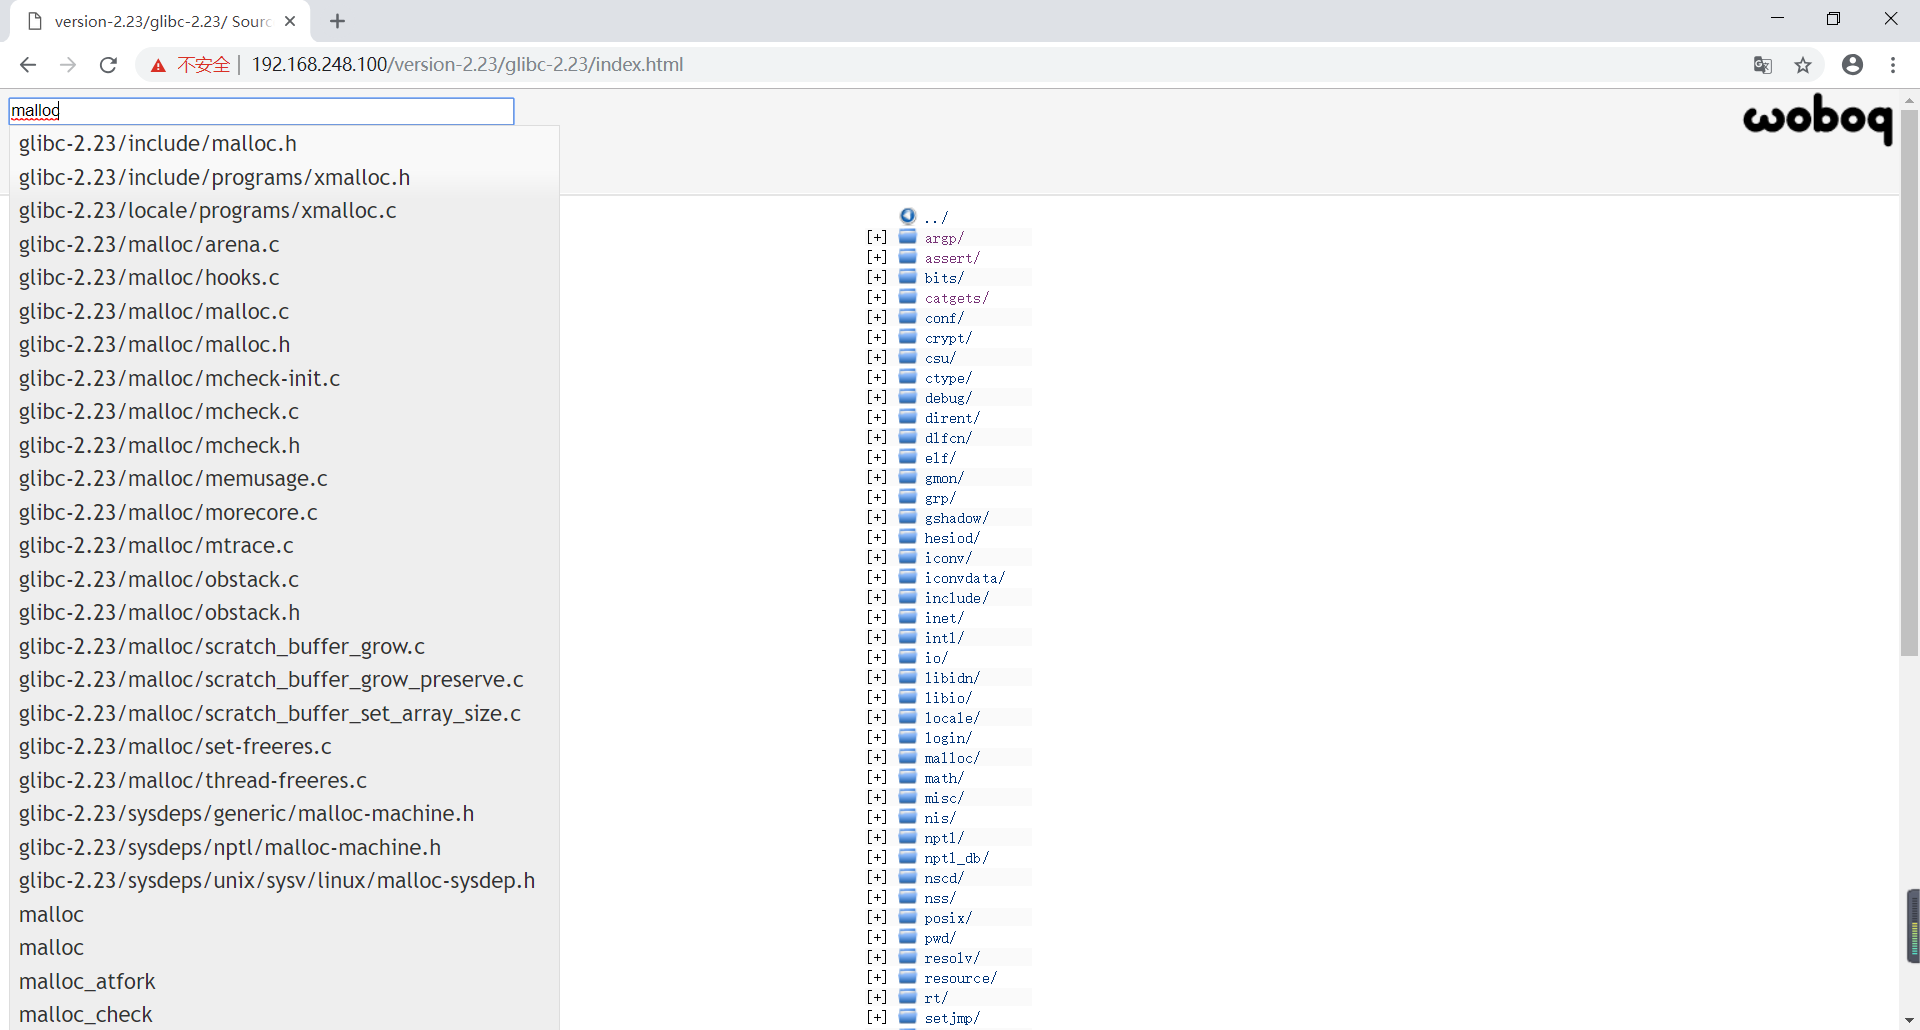 version-2.23/glibc-2.23/ Sourc
不安全 192.168.248.100/version-2.23/glibc-2.23/index.html
malloc
woboq
glibc-2.23/include/malloc.h
glibc-2.23/include/programs/xmalloc.h
glibc-2.23/locale/programs/xmalloc.c
glibc-2.23/malloc/arena.c
glibc-2.23/malloc/hooks.c
glibc-2.23/malloc/malloc.c
glibc-2.23/malloc/malloc.h
glibc-2.23/malloc/mcheck-init.c
glibc-2.23/malloc/mcheck.c
glibc-2.23/malloc/mcheck.h
glibc-2.23/malloc/memusage.c
glibc-2.23/malloc/morecore.c
glibc-2.23/malloc/mtrace.c
glibc-2.23/malloc/obstack.c
glibc-2.23/malloc/obstack.h
glibc-2.23/malloc/scratch_buffer_grow.c
glibc-2.23/malloc/scratch_buffer_grow_preserve.c
glibc-2.23/malloc/scratch_buffer_set_array_size.c
glibc-2.23/malloc/set-freeres.c
glibc-2.23/malloc/thread-freeres.c
glibc-2.23/sysdeps/generic/malloc-machine.h
glibc-2.23/sysdeps/nptl/malloc-machine.h
glibc-2.23/sysdeps/unix/sysv/linux/malloc-sysdep.h
malloc
malloc
malloc_atfork
malloc_check
../
[+] argp/
[+] assert/
[+] bits/
[+] catgets/
[+] conf/
[+] crypt/
[+] csu/
[+] ctype/
[+] debug/
[+] dirent/
[+] dlfcn/
[+] elf/
[+] gmon/
[+] grp/
[+] gshadow/
[+] hesiod/
[+] iconv/
[+] iconvdata/
[+] include/
[+] inet/
[+] intl/
[+] io/
[+] libidn/
[+] libio/
[+] locale/
[+] login/
[+] malloc/
[+] math/
[+] misc/
[+] nis/
[+] nptl/
[+] nptl_db/
[+] nscd/
[+] nss/
[+] posix/
[+] pwd/
[+] resolv/
[+] resource/
[+] rt/
[+] setjmp/